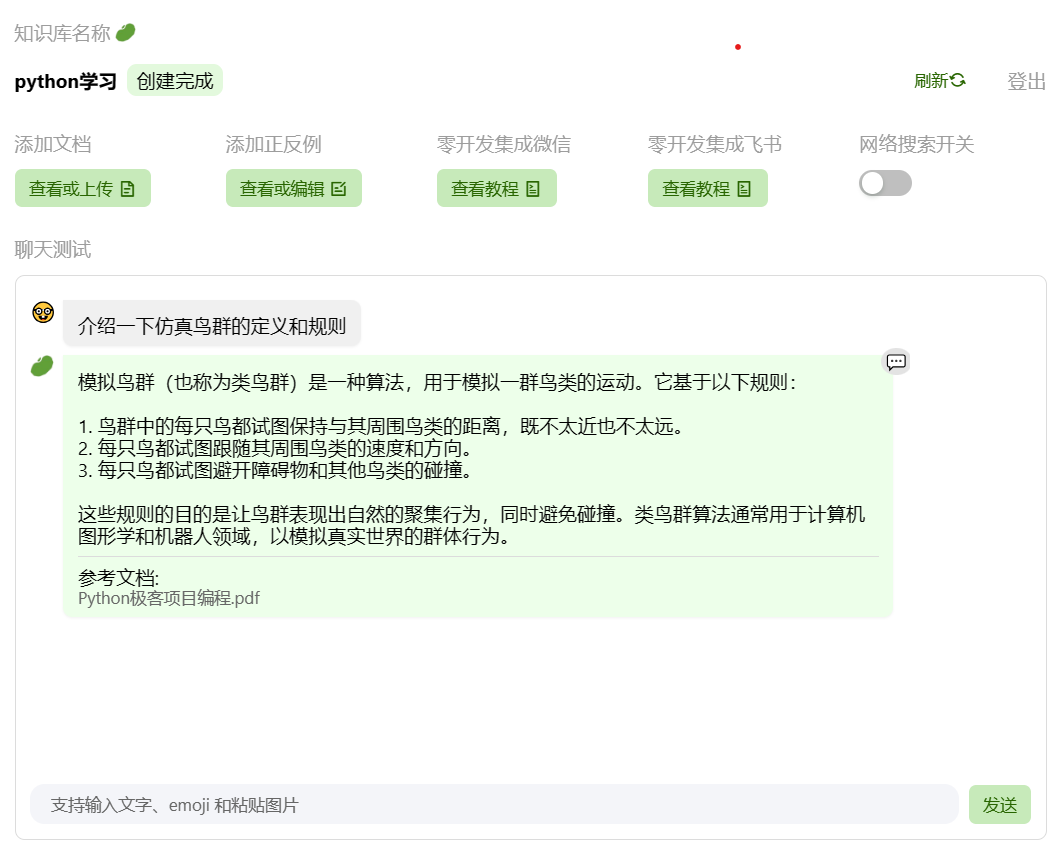 知识库名称
python学习 创建完成 刷新 登出
添加文档 添加正反例 零开发集成微信 零开发集成飞书 网络搜索开关
查看或上传 查看或编辑 查看教程 查看教程
聊天测试
介绍一下仿真鸟群的定义和规则
模拟鸟群（也称为类鸟群）是一种算法，用于模拟一群鸟类的运动。它基于以下规则：
1. 鸟群中的每只鸟都试图保持与其周围鸟类的距离，既不太近也不太远。
2. 每只鸟都试图跟随其周围鸟类的速度和方向。
3. 每只鸟都试图避开障碍物和其他鸟类的碰撞。
这些规则的目的是让鸟群表现出自然的聚集行为，同时避免碰撞。类鸟群算法通常用于计算机
图形学和机器人领域，以模拟真实世界的群体行为。
参考文档:
Python极客项目编程.pdf
支持输入文字、emoji 和粘贴图片 发送